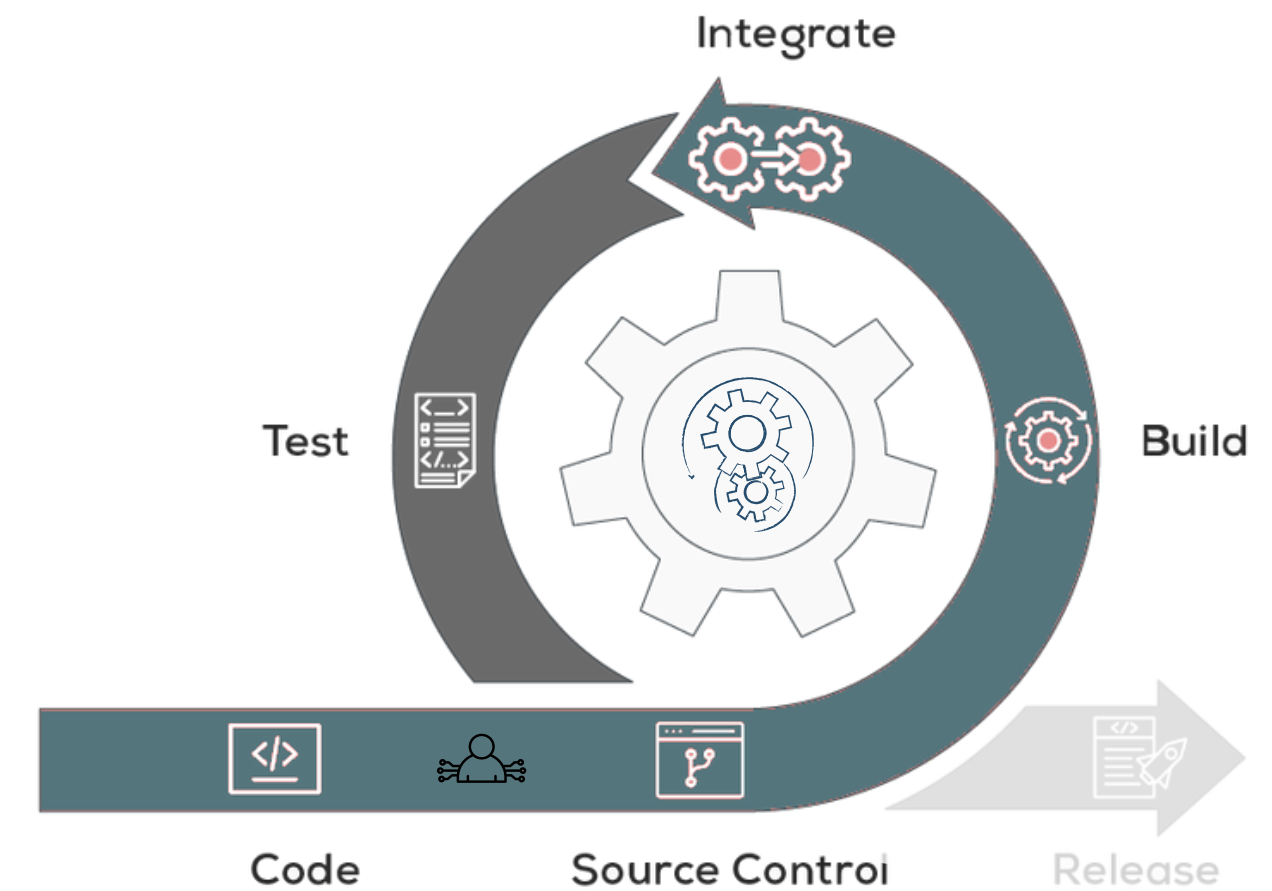 Integrate
Test
Build
Code
Source Control
Release